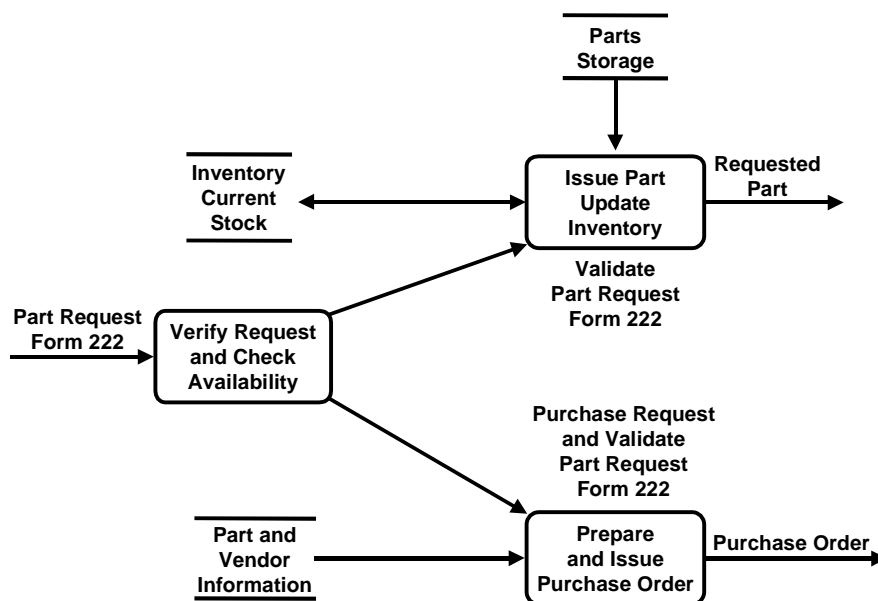 Parts
Storage
Inventory
Current
Stock
Issue Part
Update
Inventory
Requested
Part
Validate
Part Request
Form 222
Part Request
Form 222
Verify Request
and Check
Availability
Purchase Request
and Validate
Part Request
Form 222
Part and
Vendor
Information
Prepare
and Issue
Purchase Order
Purchase Order